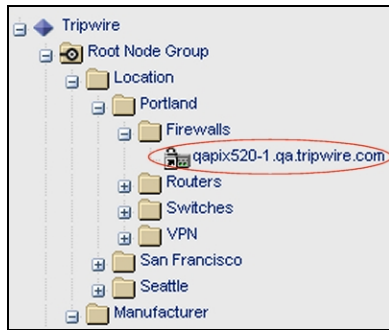 Tripwire
Root Node Group
Location
Portland
Firewalls
qapix520-1.qa.tripwire.com
Routers
Switches
VPN
San Francisco
Seattle
Manufacturer